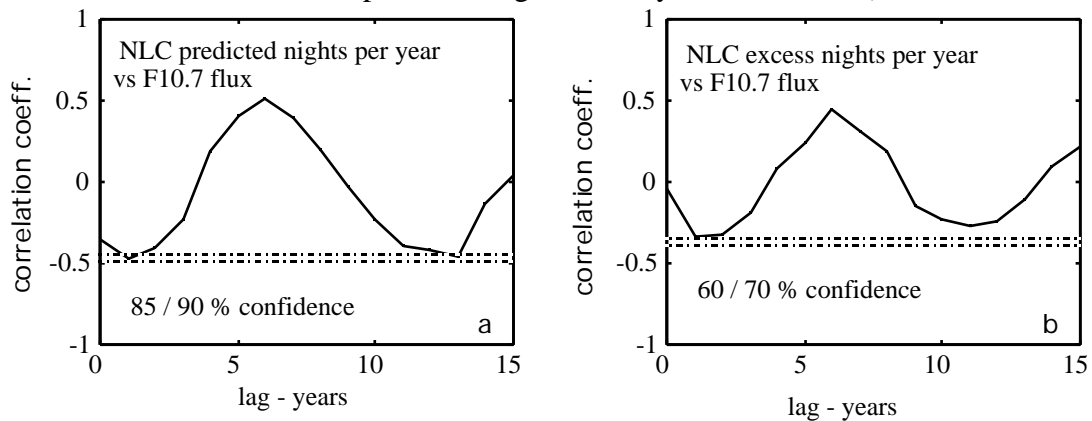 NLC predicted nights per year
vs F10.7 flux
correlation coeff.
1
0.5
0
-0.5
-1
85 / 90 % confidence
a
0
5
10
15
lag - years
NLC excess nights per year
vs F10.7 flux
correlation coeff.
1
0.5
0
-0.5
-1
60 / 70 % confidence
b
0
5
10
15
lag - years